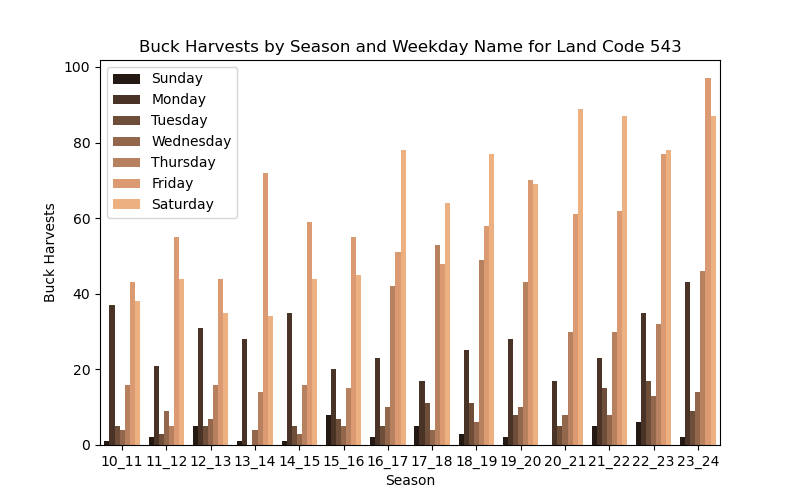 Buck Harvests by Season and Weekday Name for Land Code 543
100
80
60
40
20
0
Buck Harvests
Sunday
Monday
Tuesday
Wednesday
Thursday
Friday
Saturday
10_11 11_12 12_13 13_14 14_15 15_16 16_17 17_18 18_19 19_20 20_21 21_22 22_23 23_24
Season